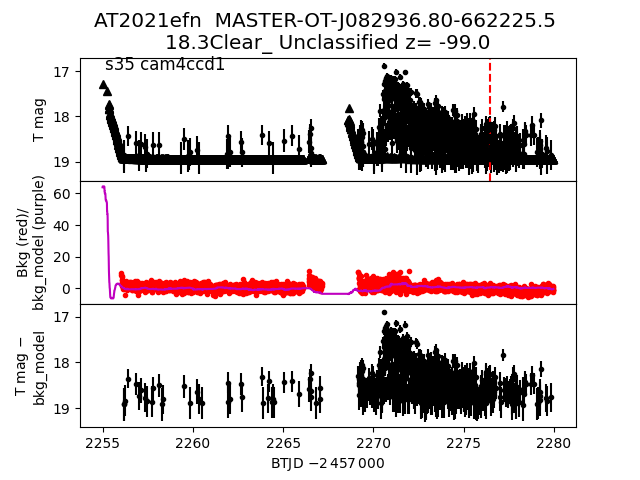 AT2021efn  MASTER-OT-J082936.80-662225.5
18.3Clear_ Unclassified z= -99.0
s35 cam4ccd1
17
18
19
T mag
60
40
20
0
Bkg (red)/
bkg_model (purple)
17
18
19
T mag −
bkg_model
2255
2260
2265
2270
2275
2280
BTJD −2 457 000